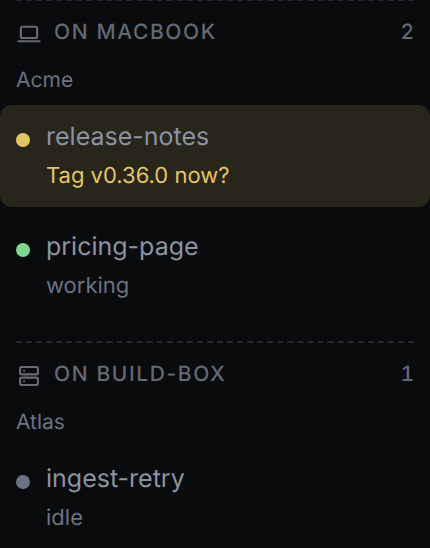 ON MACBOOK 2
Acme
release-notes
Tag v0.36.0 now?
pricing-page
working
ON BUILD-BOX 1
Atlas
ingest-retry
idle